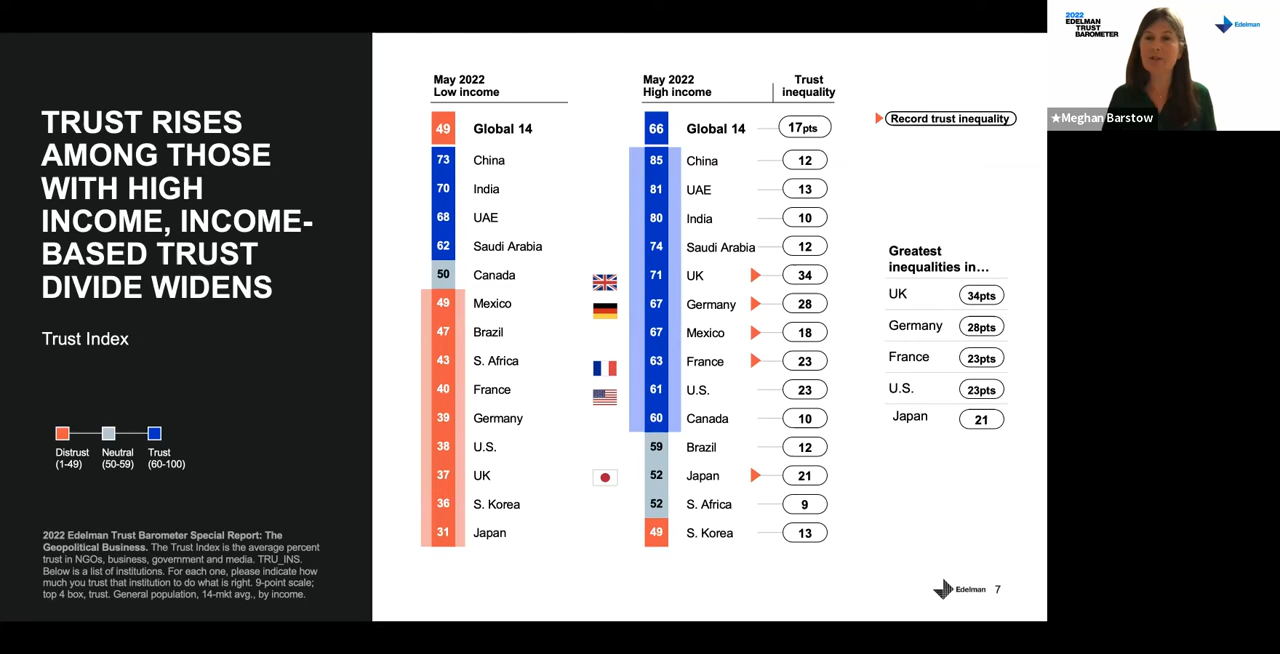 TRUST RISES
AMONG THOSE
WITH HIGH
INCOME, INCOME-
BASED TRUST
DIVIDE WIDENS
Trust Index
Distrust
(1-49)
Neutral
(50-59)
Trust
(60-100)
2022 Edelman Trust Barometer Special Report: The
Geopolitical Business. The Trust Index is the average percent
trust in NGOs, business, government and media. TRU_INS.
Below is a list of institutions. For each one, please indicate how
much you trust that institution to do what is right. 9-point scale;
top 4 box, trust. General population, 14-mkt avg., by income.
May 2022
Low income
49 Global 14
73 China
70 India
68 UAE
62 Saudi Arabia
50 Canada
49 Mexico
47 Brazil
43 S. Africa
40 France
39 Germany
38 U.S.
37 UK
36 S. Korea
31 Japan
May 2022
High income
Trust
inequality
66 Global 14 17pts
85 China 12
81 UAE 13
80 India 10
74 Saudi Arabia 12
71 UK 34
67 Germany 28
67 Mexico 18
63 France 23
61 U.S. 23
60 Canada 10
59 Brazil 12
52 Japan 21
52 S. Africa 9
49 S. Korea 13
Record trust inequality
Greatest
inequalities in…
UK 34pts
Germany 28pts
France 23pts
U.S. 23pts
Japan 21
Edelman 7
2022
EDELMAN
TRUST
BAROMETER
Edelman
Meghan Barstow